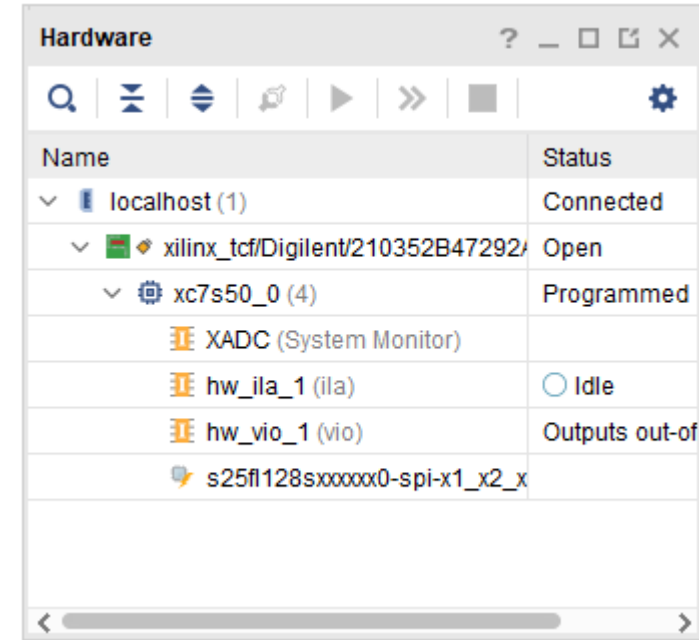 Hardware ?
Name Status
localhost (1) Connected
xilinx_tcf/Digilent/210352B47292A Open
xc7s50_0 (4) Programmed
XADC (System Monitor)
hw_ila_1 (ila) Idle
hw_vio_1 (vio) Outputs out-of
s25fl128sxxxxxx0-spi-x1_x2_x